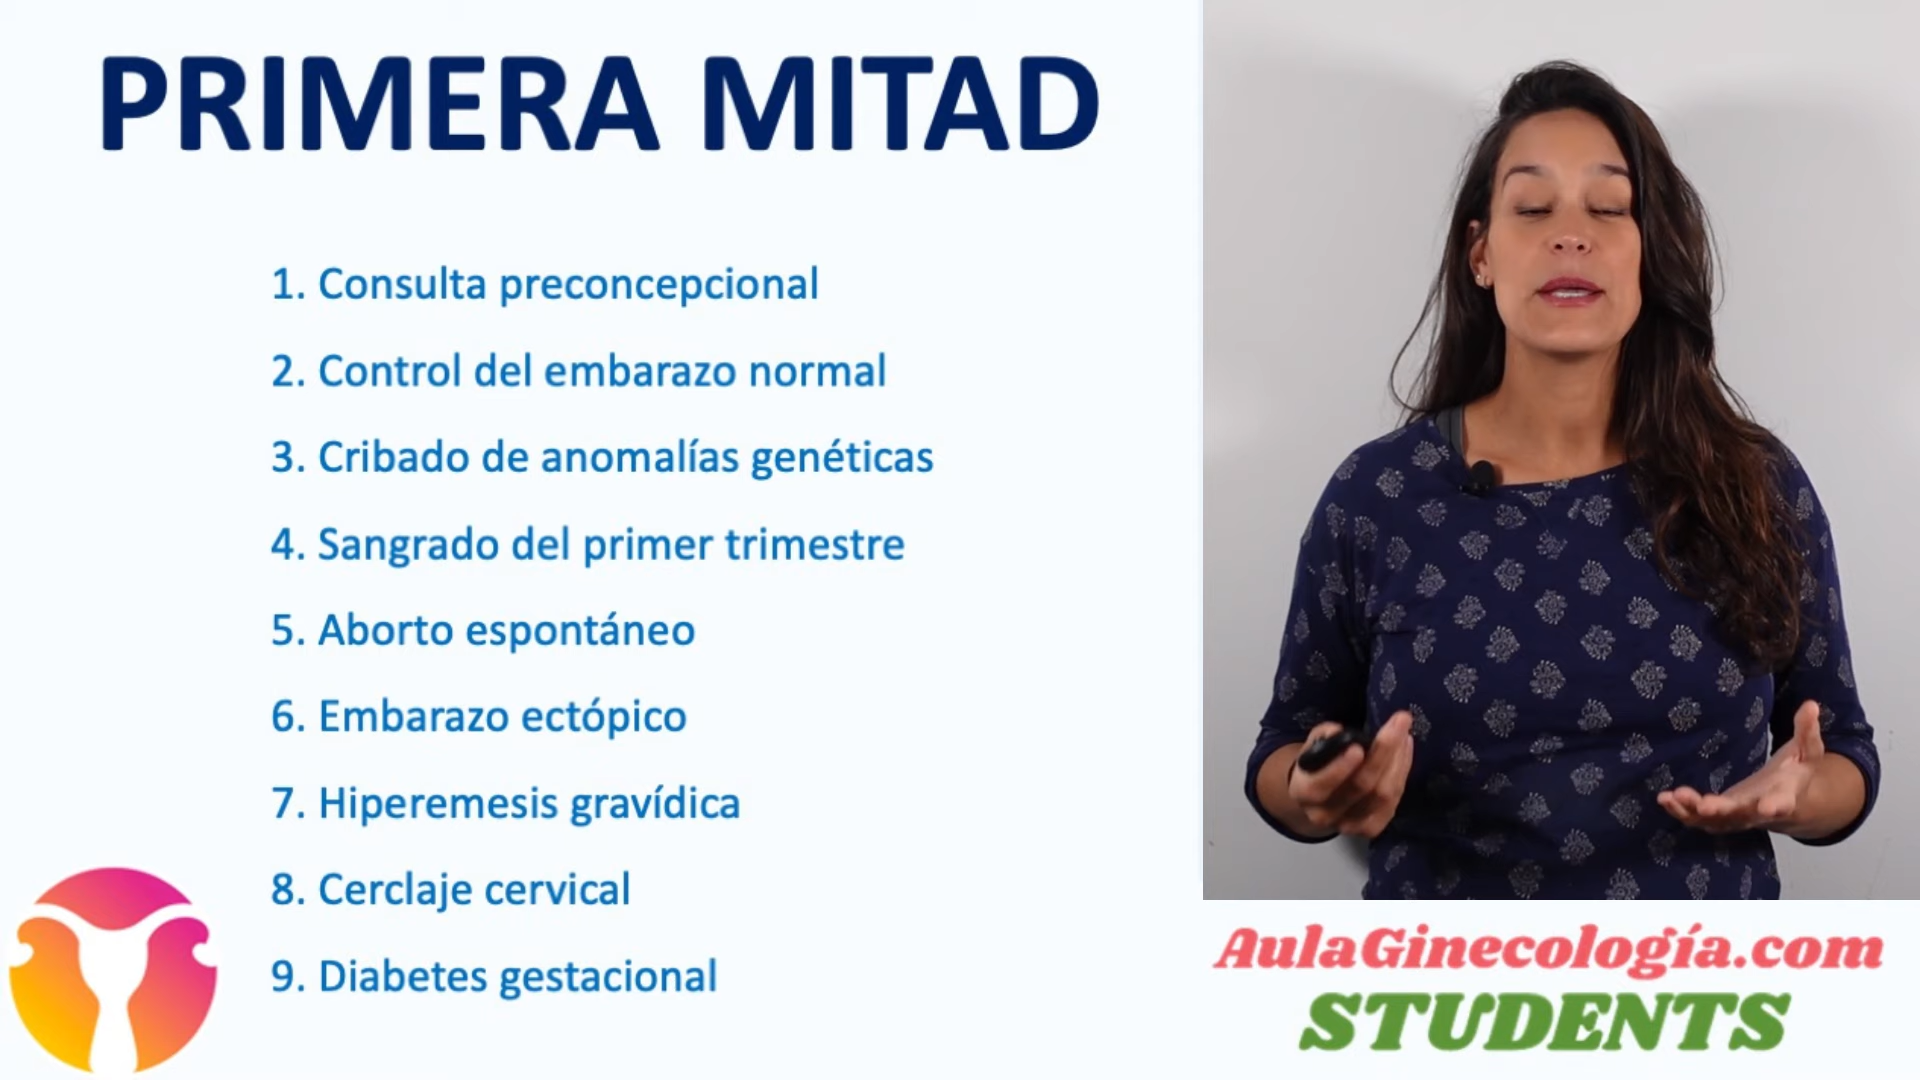 PRIMERA MITAD
1. Consulta preconcepcional
2. Control del embarazo normal
3. Cribado de anomalías genéticas
4. Sangrado del primer trimestre
5. Aborto espontáneo
6. Embarazo ectópico
7. Hiperemesis gravídica
8. Cerclaje cervical
9. Diabetes gestacional
AulaGinecología.com
STUDENTS